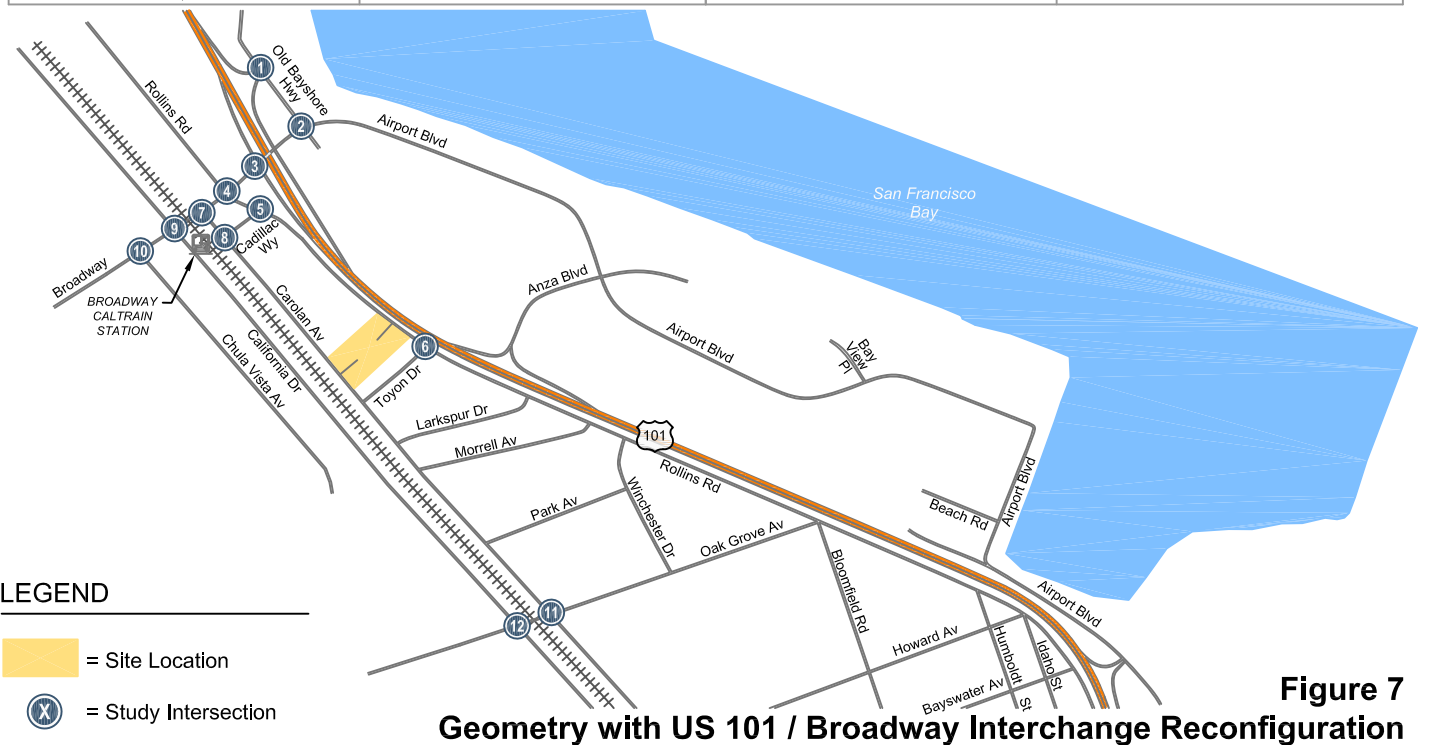 1
Old Bayshore
Hwy
2
Rollins Rd
Airport Blvd
3
4
5
7
9
8
10
Cadillac
Wy
Broadway
BROADWAY
CALTRAIN
STATION
San Francisco
Bay
Anza Blvd
Carolan Av
California Dr
Chula Vista Av
6
Toyon Dr
Airport Blvd
Bay
View
Pl
Larkspur Dr
Morrell Av
101
Rollins Rd
Park Av
Winchester Dr
Oak Grove Av
Beach Rd
Airport Blvd
Bloomfield Rd
11
12
Airport Blvd
Howard Av
Humboldt
St
Idaho St
Bayswater Av
LEGEND
= Site Location
X
= Study Intersection
Figure 7
Geometry with US 101 / Broadway Interchange Reconfiguration